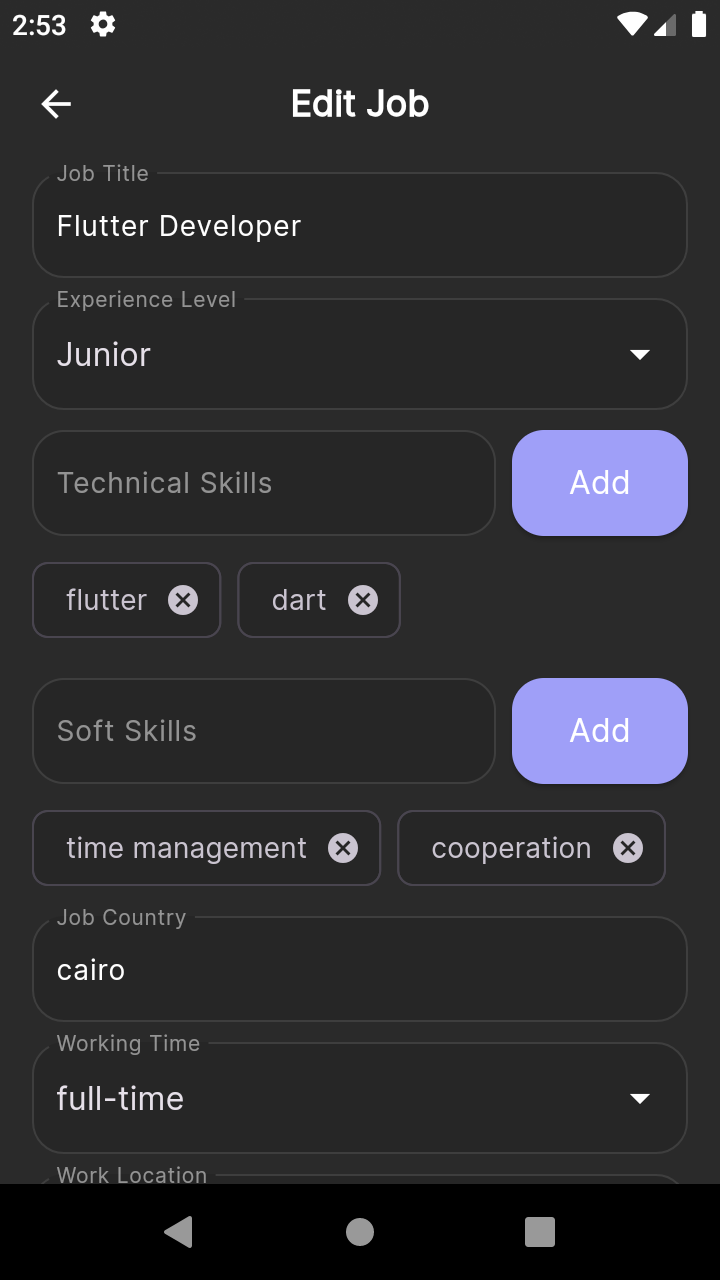 2:53
Edit Job
Job Title
Flutter Developer
Experience Level
Junior
Technical Skills
Add
flutter
dart
Soft Skills
Add
time management
cooperation
Job Country
cairo
Working Time
full-time
Work Location